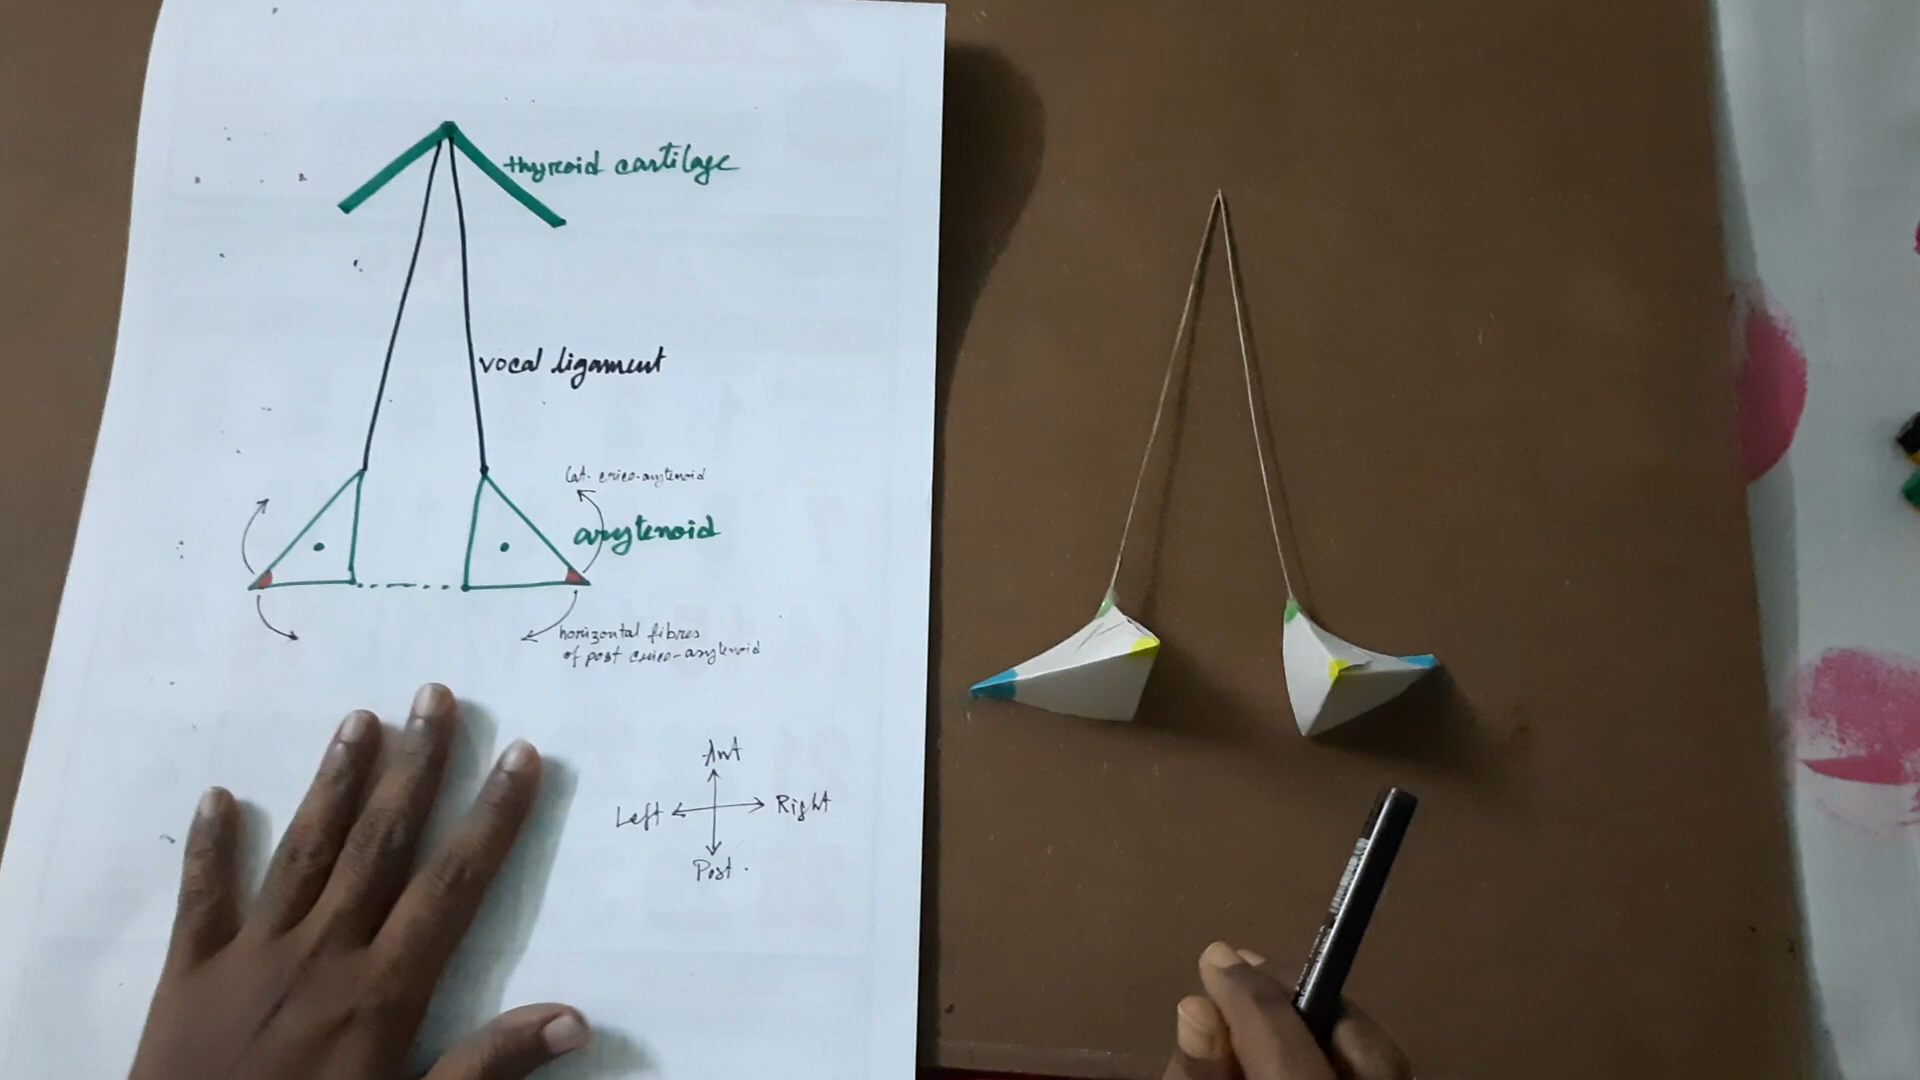 thyroid cartilage
vocal ligament
lat. crico-arytenoid
arytenoid
horizontal fibres
of post crico-arytenoid
Ant
Left
Right
Post.